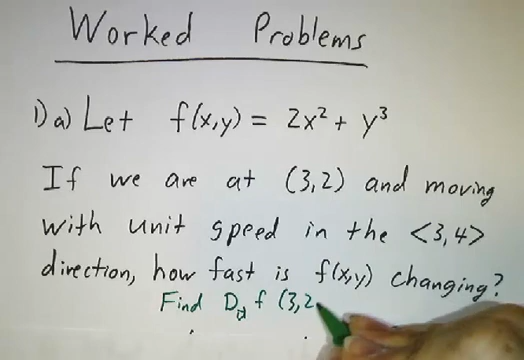 Worked Problems
1) a) Let f(x,y) = 2x² + y³
If we are at (3,2) and moving
with unit speed in the <3,4>
direction, how fast is f(x,y) changing?
Find Dᵤ f (3,2